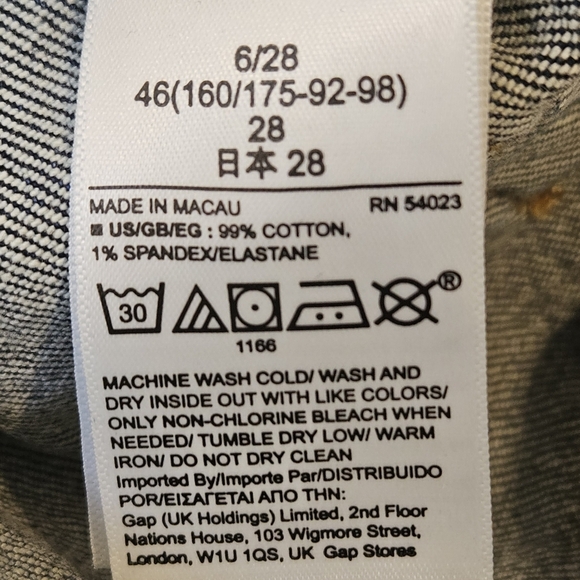 6/28
46(160/175-92-98)
28
日本 28
MADE IN MACAU RN 54023
US/GB/EG : 99% COTTON,
1% SPANDEX/ELASTANE
30
®
1166
MACHINE WASH COLD/ WASH AND
DRY INSIDE OUT WITH LIKE COLORS/
ONLY NON-CHLORINE BLEACH WHEN
NEEDED/ TUMBLE DRY LOW/ WARM
IRON/ DO NOT DRY CLEAN
Imported By/Importe Par/DISTRIBUIDO
POR/ΕΙΣΑΓΕΤΑΙ ΑΠΟ ΤΗΝ:
Gap (UK Holdings) Limited, 2nd Floor
Nations House, 103 Wigmore Street,
London, W1U 1QS, UK Gap Stores